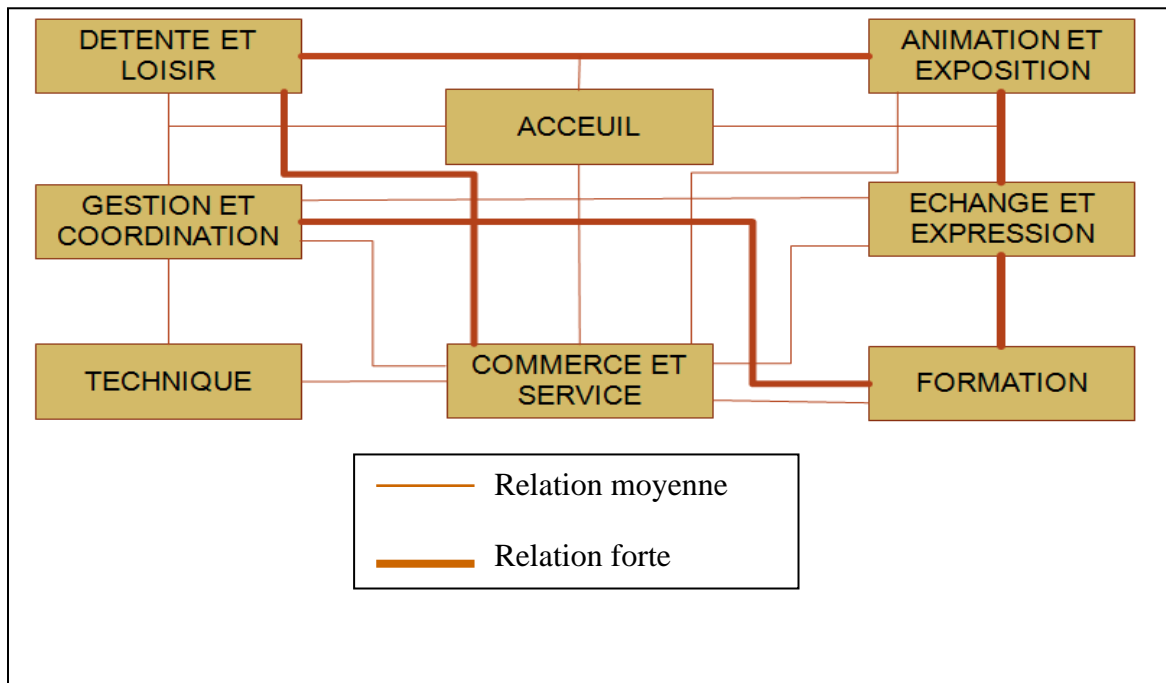 DETENTE ET
LOISIR
ANIMATION ET
EXPOSITION
ACCEUIL
GESTION ET
COORDINATION
ECHANGE ET
EXPRESSION
TECHNIQUE
COMMERCE ET
SERVICE
FORMATION
Relation moyenne
Relation forte